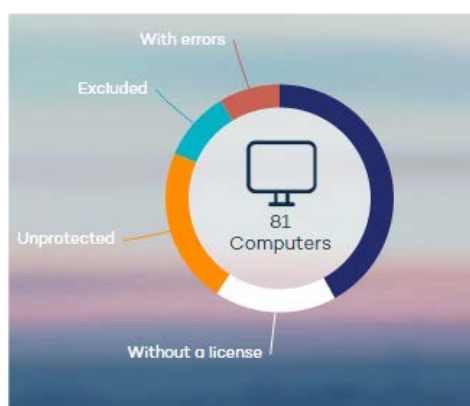 With errors
Excluded
81
Computers
Unprotected
Without a license